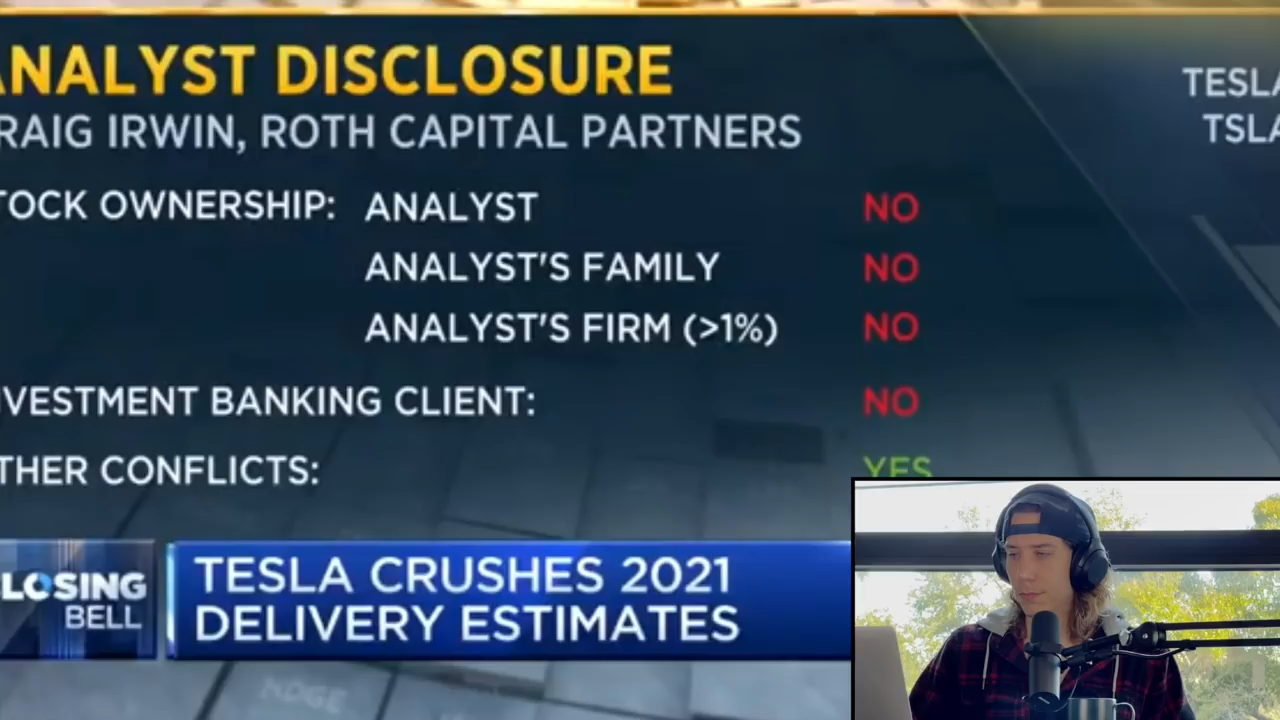 ANALYST DISCLOSURE
RAIG IRWIN, ROTH CAPITAL PARTNERS
TESLA
TSLA
TOCK OWNERSHIP: ANALYST NO
ANALYST'S FAMILY NO
ANALYST'S FIRM (>1%) NO
NVESTMENT BANKING CLIENT: NO
THER CONFLICTS: YES
LOSING
BELL
TESLA CRUSHES 2021
DELIVERY ESTIMATES